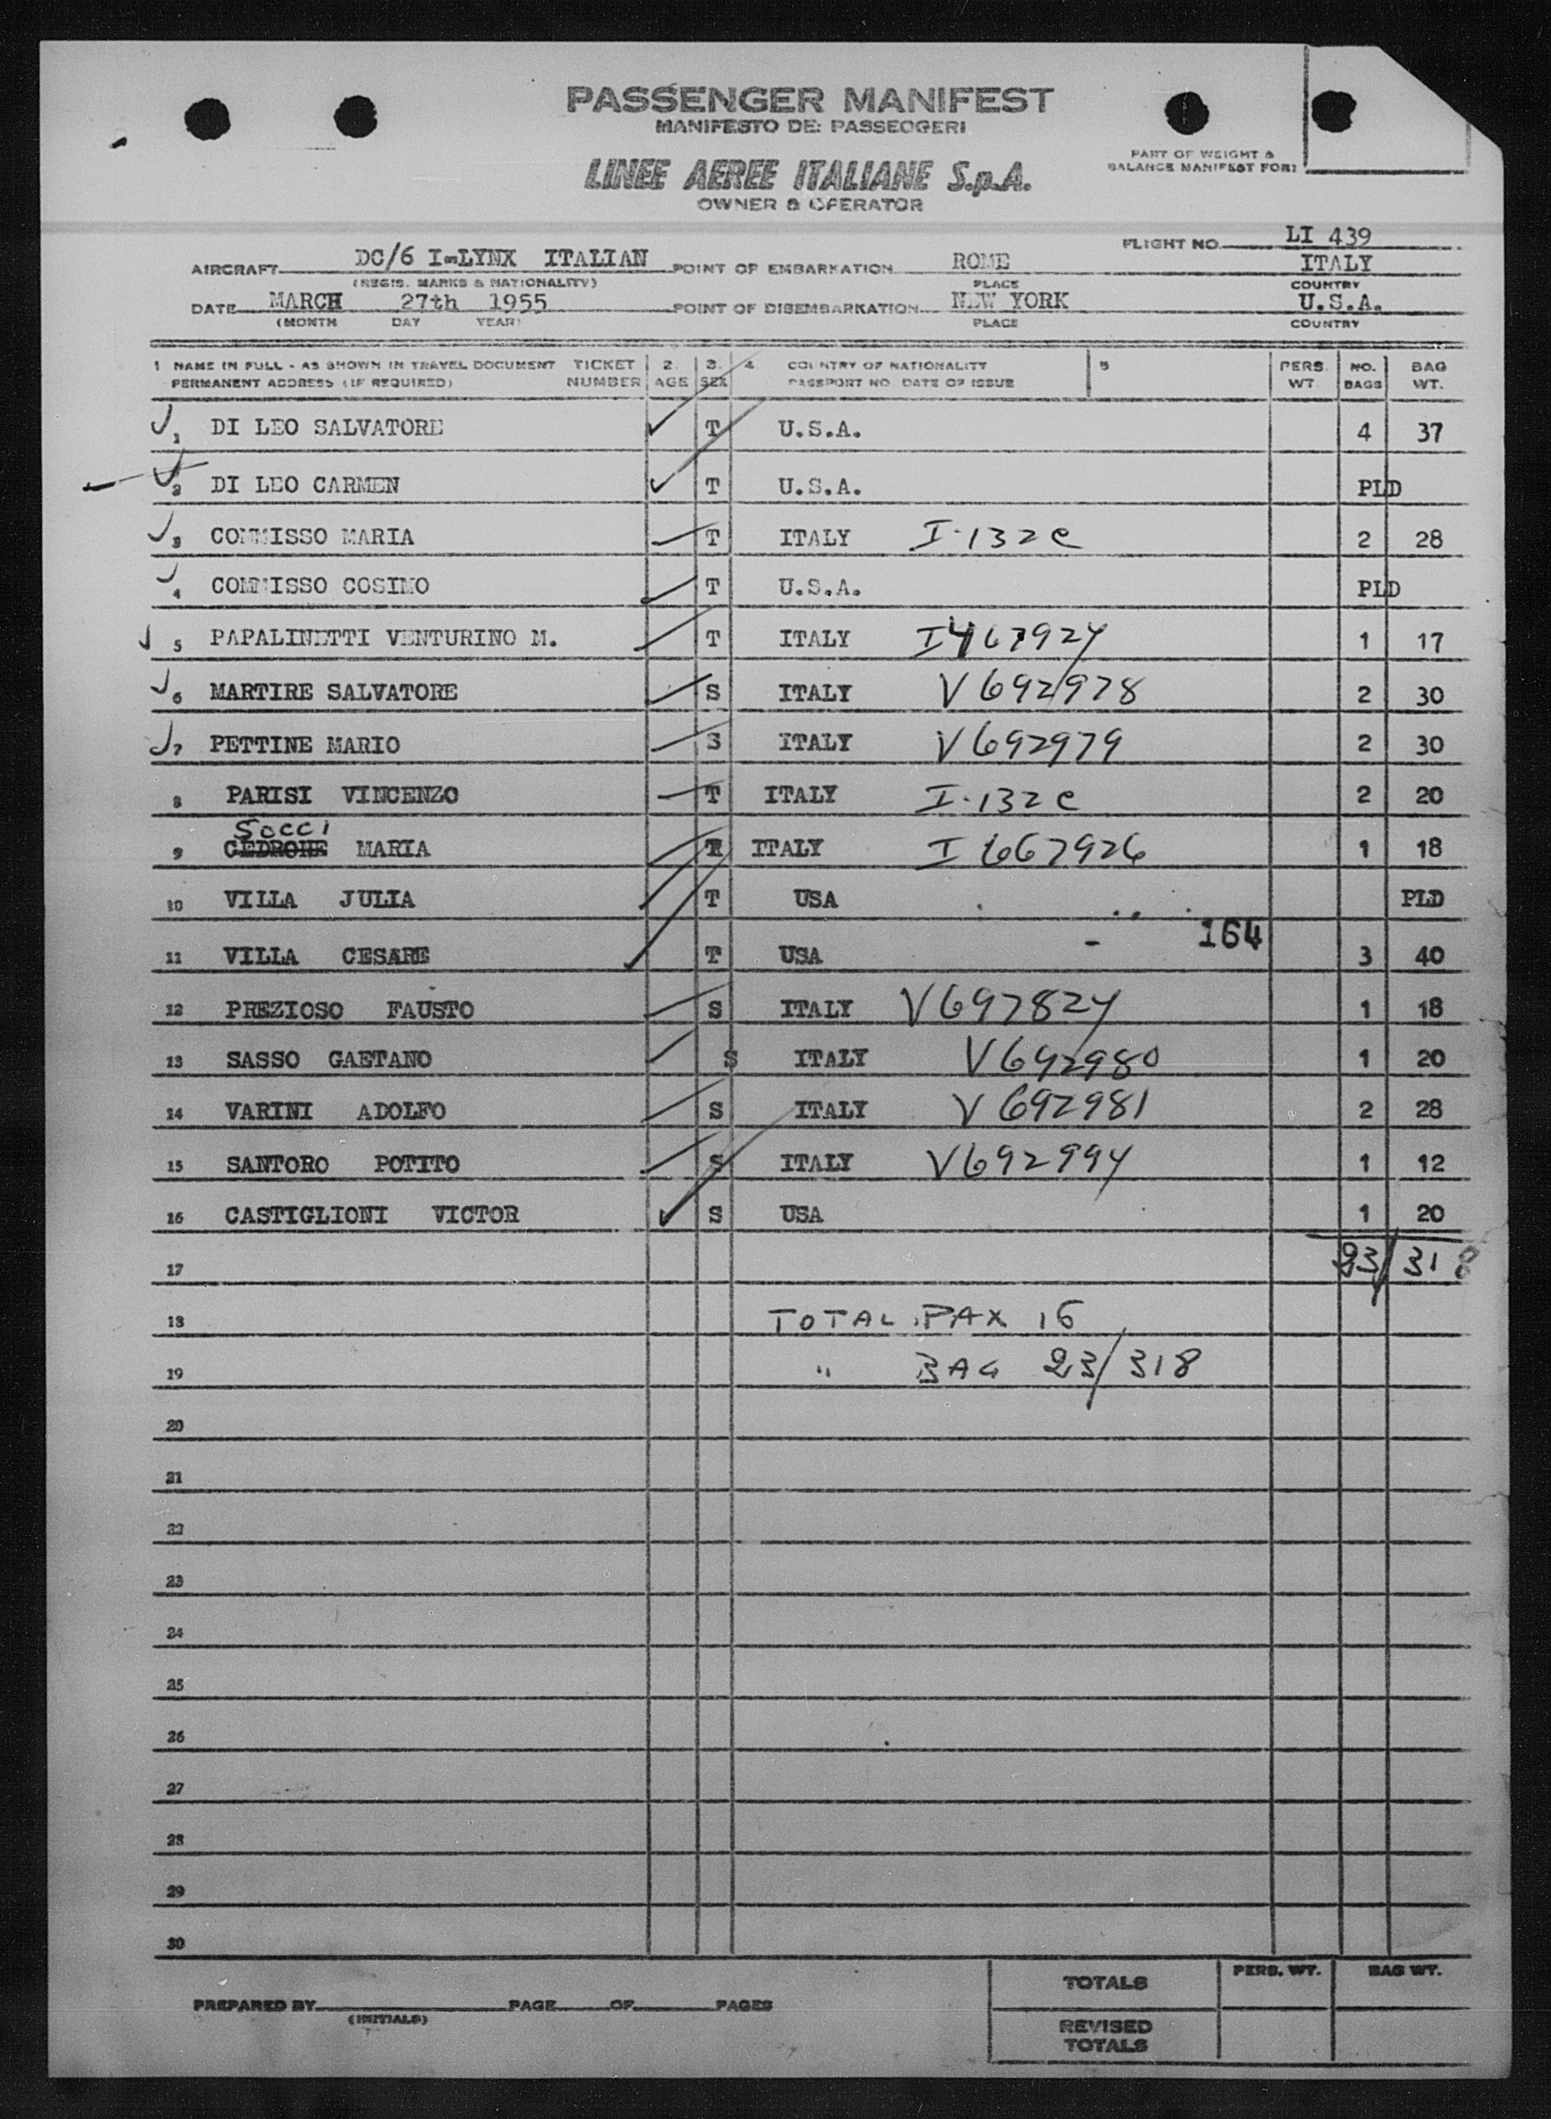 PASSENGER MANIFEST
MANIFESTO DE: PASSEGGERI
LINEE AEREE ITALIANE S.p.A.
OWNER & OPERATOR
PART OF WEIGHT &
BALANCE MANIFEST FOR:
FLIGHT NO. LI 439
AIRCRAFT DC/6 I-LYNX ITALIAN POINT OF EMBARKATION ROME ITALY
(REGIS. MARKS & NATIONALITY) PLACE COUNTRY
DATE MARCH 27th 1955 POINT OF DISEMBARKATION NEW YORK U.S.A.
(MONTH DAY YEAR) PLACE COUNTRY
1 NAME IN FULL - AS SHOWN IN TRAVEL DOCUMENT TICKET 2. 3. 4 COUNTRY OF NATIONALITY 5 PERS. NO. BAG
PERMANENT ADDRESS (IF REQUIRED) NUMBER AGE SEX PASSPORT NO. DATE OF ISSUE WT. BAGS WT.
1 DI LEO SALVATORE T U.S.A. 4 37
2 DI LEO CARMEN T U.S.A. PLD
3 COMMISSO MARIA T ITALY I-132e 2 28
4 COMMISSO COSIMO T U.S.A. PLD
5 PAPALINETTI VENTURINO M. T ITALY 1 17
6 MARTIRE SALVATORE S ITALY V692978 2 30
7 PETTINE MARIO S ITALY V692979 2 30
8 PARISI VINCENZO T ITALY I-132e 2 20
Socci
9 CEDRONE MARIA T ITALY I667926 1 18
10 VILLA JULIA T USA PLD
164
11 VILLA CESARE T USA 3 40
12 PREZIOSO FAUSTO S ITALY V697824 1 18
13 SASSO GAETANO S ITALY V692980 1 20
14 VARINI ADOLFO S ITALY V692981 2 28
15 SANTORO POTITO S ITALY V692994 1 12
16 CASTIGLIONI VICTOR S USA 1 20
17 23/318
18 TOTAL PAX 16
19 " BAG 23/318
20
21
22
23
24
25
26
27
28
29
30
TOTALS PERS. WT. BAG WT.
PREPARED BY PAGE OF PAGES
(INITIALS)
REVISED
TOTALS